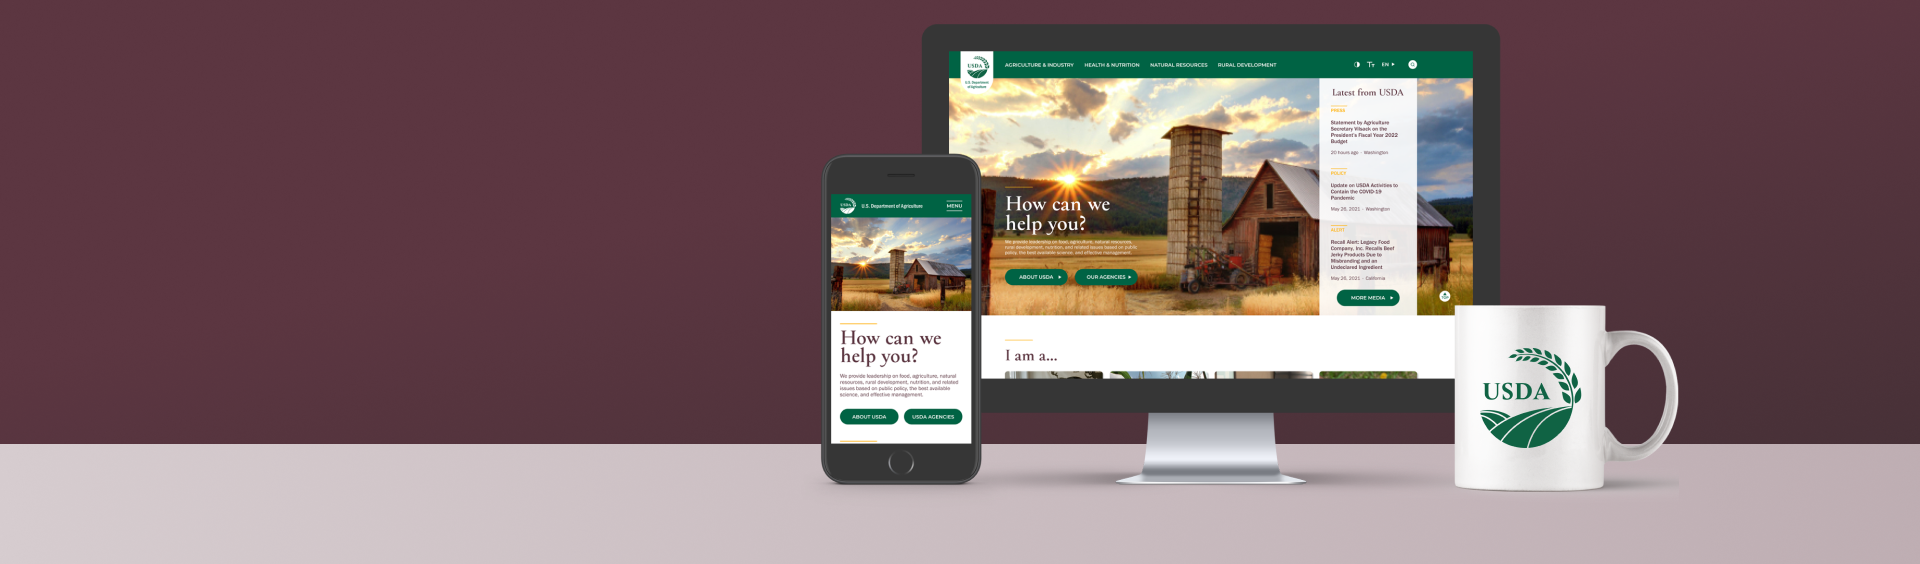 USDA
U.S. Department
of Agriculture
AGRICULTURE & INDUSTRY
HEALTH & NUTRITION
NATURAL RESOURCES
RURAL DEVELOPMENT
EN
How can we
help you?
We provide leadership on food, agriculture, natural resources,
rural development, nutrition, and related issues based on public
policy, the best available science, and effective management.
ABOUT USDA
OUR AGENCIES
Latest from USDA
PRESS
Statement by Agriculture
Secretary Vilsack on the
President's Fiscal Year 2022
Budget
20 hours ago - Washington
POLICY
Update on USDA Activities to
Contain the COVID-19
Pandemic
May 26, 2021 - Washington
ALERT
Recall Alert: Legacy Food
Company, Inc. Recalls Beef
Jerky Products Due to
Misbranding and an
Undeclared Ingredient
May 26, 2021 - California
MORE MEDIA
I am a...
USDA
U.S. Department of Agriculture
MENU
How can we
help you?
We provide leadership on food, agriculture, natural
resources, rural development, nutrition, and related
issues based on public policy, the best available
science, and effective management.
ABOUT USDA
USDA AGENCIES
USDA